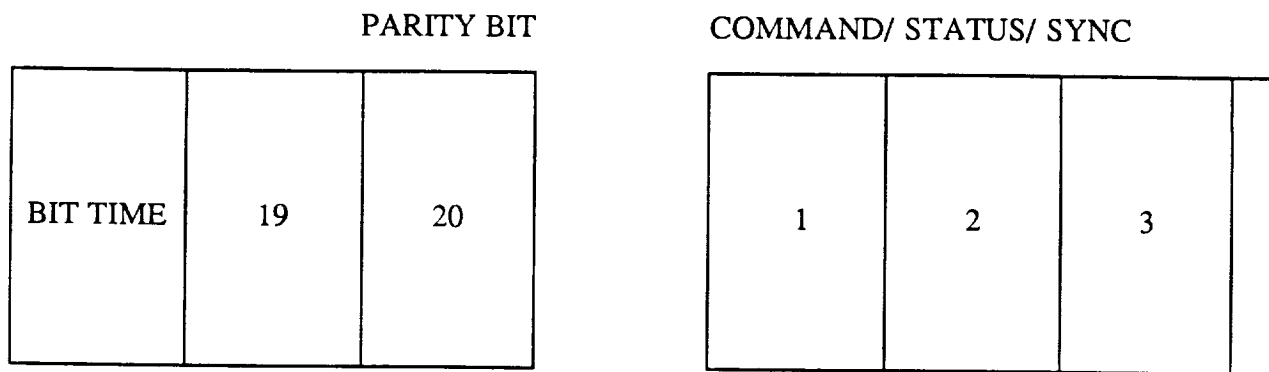 PARITY BIT
COMMAND/ STATUS/ SYNC
BIT TIME 19 20
1 2 3